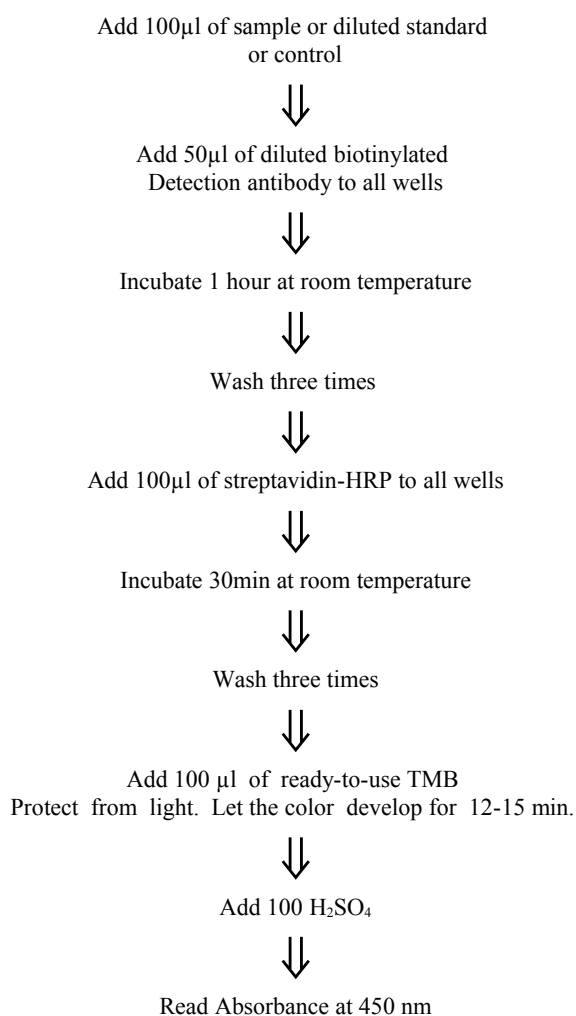 Add 100µl of sample or diluted standard
or control
Add 50µl of diluted biotinylated
Detection antibody to all wells
Incubate 1 hour at room temperature
Wash three times
Add 100µl of streptavidin-HRP to all wells
Incubate 30min at room temperature
Wash three times
Add 100 µl of ready-to-use TMB
Protect from light. Let the color develop for 12-15 min.
Add 100 H₂SO₄
Read Absorbance at 450 nm